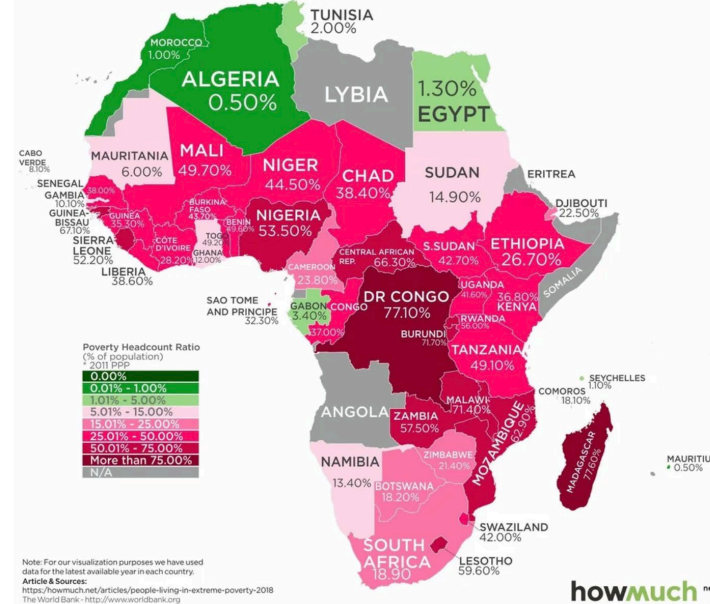 TUNISIA
2.00%
MOROCCO
1.00%
ALGERIA
0.50%
LYBIA
1.30%
EGYPT
CABO
VERDE
8.10%
MAURITANIA
6.00%
MALI
49.70%
NIGER
44.50%
CHAD
38.40%
SUDAN
14.90%
ERITREA
DJIBOUTI
22.50%
SENEGAL
38.00%
GAMBIA
10.10%
GUINEA-
BISSAU
67.10%
GUINEA
35.30%
SIERRA
LEONE
52.20%
LIBERIA
38.60%
CÔTE
D'IVOIRE
28.20%
BURKINA-
FASO
43.70%
TOGO
49.20%
GHANA
12.00%
BENIN
49.60%
NIGERIA
53.50%
CAMEROON
23.80%
CENTRAL AFRICAN
REP.
66.30%
S.SUDAN
42.70%
ETHIOPIA
26.70%
SOMALIA
SAO TOME
AND PRINCIPE
32.30%
GABON
3.40%
CONGO
37.00%
DR CONGO
77.10%
UGANDA
41.60%
36.80%
KENYA
RWANDA
56.00%
BURUNDI
71.70%
TANZANIA
49.10%
SEYCHELLES
1.10%
COMOROS
18.10%
ANGOLA
ZAMBIA
57.50%
MALAWI
71.40%
MOZAMBIQUE
62.90%
ZIMBABWE
21.40%
MADAGASCAR
77.60%
MAURITIU
0.50%
NAMIBIA
13.40%
BOTSWANA
18.20%
SOUTH
AFRICA
18.90
SWAZILAND
42.00%
LESOTHO
59.60%
Poverty Headcount Ratio
(% of population)
* 2011 PPP
0.00%
0.01% - 1.00%
1.01% - 5.00%
5.01% - 15.00%
15.01% - 25.00%
25.01% - 50.00%
50.01% - 75.00%
More than 75.00%
N/A
Note: For our visualization purposes we have used
data for the latest available year in each country.
Article & Sources:
https:/howmuch.net/articles/people-living-in-extreme-poverty-2018
The World Bank - http://www.worldbank.org
howmuch ne